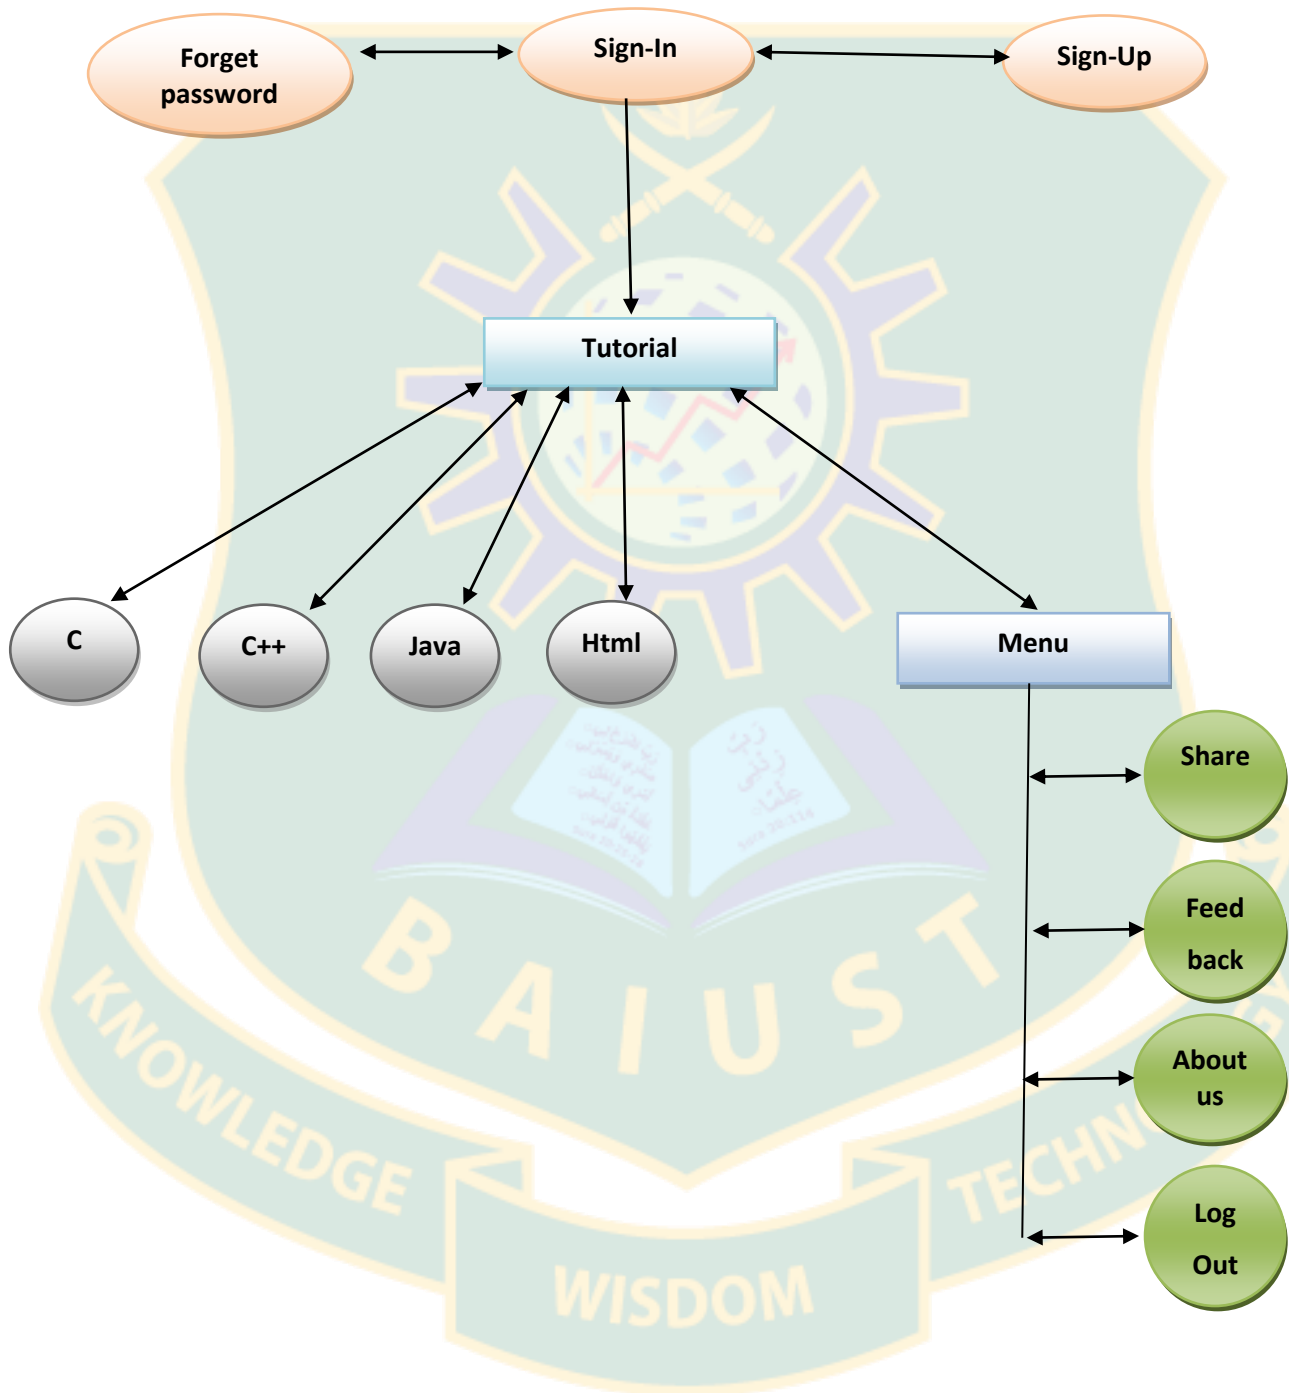 Forget
password
Sign-In
Sign-Up
Tutorial
C
C++
Java
Html
Menu
Share
Feed
back
About
us
Log
Out
BAIUST
KNOWLEDGE
WISDOM